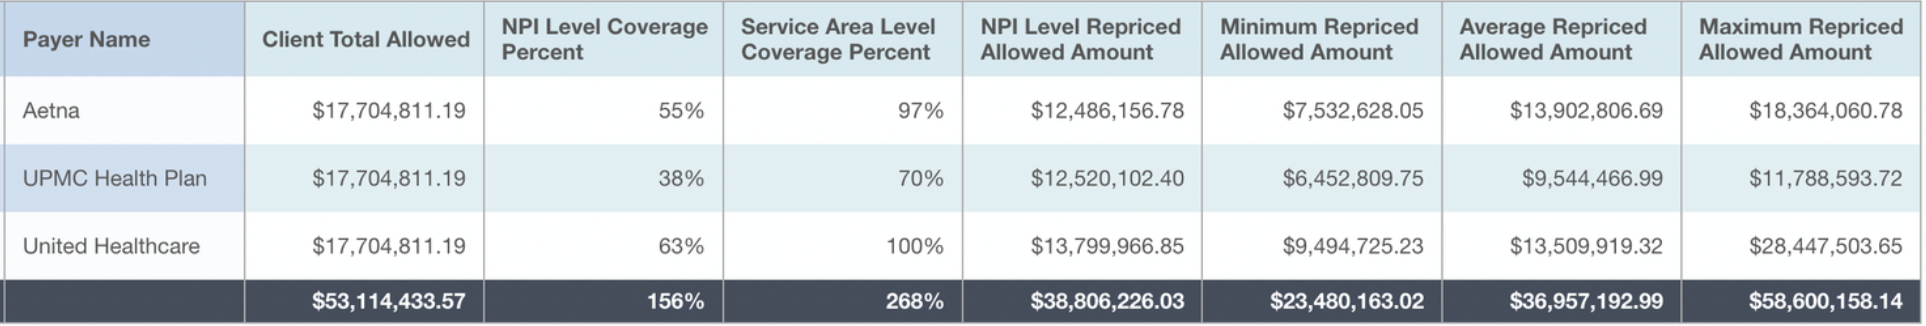 Payer Name | Client Total Allowed | NPI Level Coverage Percent | Service Area Level Coverage Percent | NPI Level Repriced Allowed Amount | Minimum Repriced Allowed Amount | Average Repriced Allowed Amount | Maximum Repriced Allowed Amount
Aetna | $17,704,811.19 | 55% | 97% | $12,486,156.78 | $7,532,628.05 | $13,902,806.69 | $18,364,060.78
UPMC Health Plan | $17,704,811.19 | 38% | 70% | $12,520,102.40 | $6,452,809.75 | $9,544,466.99 | $11,788,593.72
United Healthcare | $17,704,811.19 | 63% | 100% | $13,799,966.85 | $9,494,725.23 | $13,509,919.32 | $28,447,503.65
$53,114,433.57 | 156% | 268% | $38,806,226.03 | $23,480,163.02 | $36,957,192.99 | $58,600,158.14